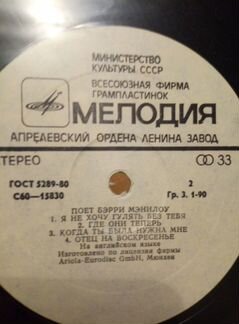 МИНИСТЕРСТВО
КУЛЬТУРЫ СССР
ВСЕСОЮЗНАЯ ФИРМА
ГРАМПЛАСТИНОК
МЕЛОДИЯ
АПРЕЛЕВСКИЙ ОРДЕНА ЛЕНИНА ЗАВОД
СТЕРЕО 33
ГОСТ 5289-80 2
С60—15830 Гр. 3. 1-90
ПОЕТ БЭРРИ МЭНИЛОУ
1. Я НЕ ХОЧУ ГУЛЯТЬ БЕЗ ТЕБЯ
2. ГДЕ ОНИ ТЕПЕРЬ
3. КОГДА ТЫ БЫЛА НУЖНА МНЕ
4. ОТЕЦ НА ВОСКРЕСЕНЬЕ
На английском языке
Изготовлено по лицензии фирмы
Ariola-Eurodisc GmbH, Мюнхен